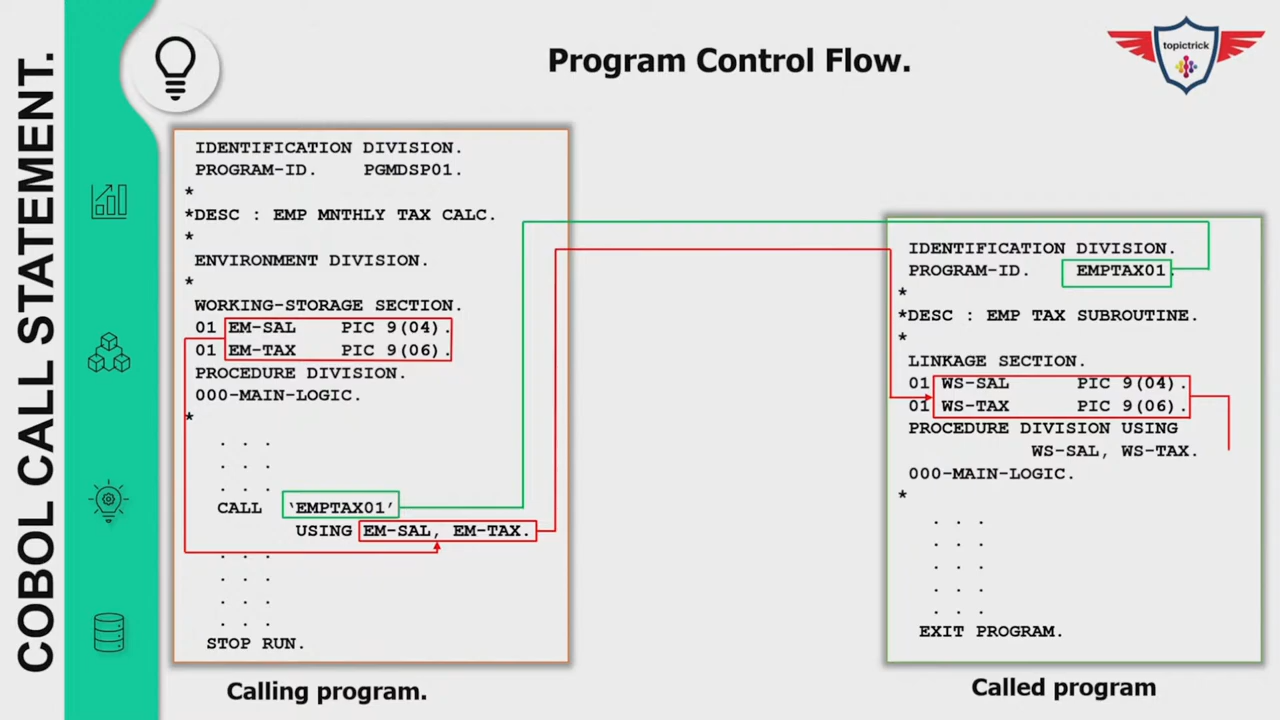 COBOL CALL STATEMENT.
Program Control Flow.
topictrick
IDENTIFICATION DIVISION.
PROGRAM-ID. PGMDSP01.
*
*DESC : EMP MNTHLY TAX CALC.
*
ENVIRONMENT DIVISION.
*
WORKING-STORAGE SECTION.
01 EM-SAL PIC 9(04).
01 EM-TAX PIC 9(06).
PROCEDURE DIVISION.
000-MAIN-LOGIC.
*
. . .
. . .
. . .
CALL ‘EMPTAX01’
USING EM-SAL, EM-TAX.
. . .
. . .
. . .
. . .
STOP RUN.
Calling program.
IDENTIFICATION DIVISION.
PROGRAM-ID. EMPTAX01.
*
*DESC : EMP TAX SUBROUTINE.
*
LINKAGE SECTION.
01 WS-SAL PIC 9(04).
01 WS-TAX PIC 9(06).
PROCEDURE DIVISION USING
WS-SAL, WS-TAX.
000-MAIN-LOGIC.
*
. . .
. . .
. . .
. . .
. . .
EXIT PROGRAM.
Called program